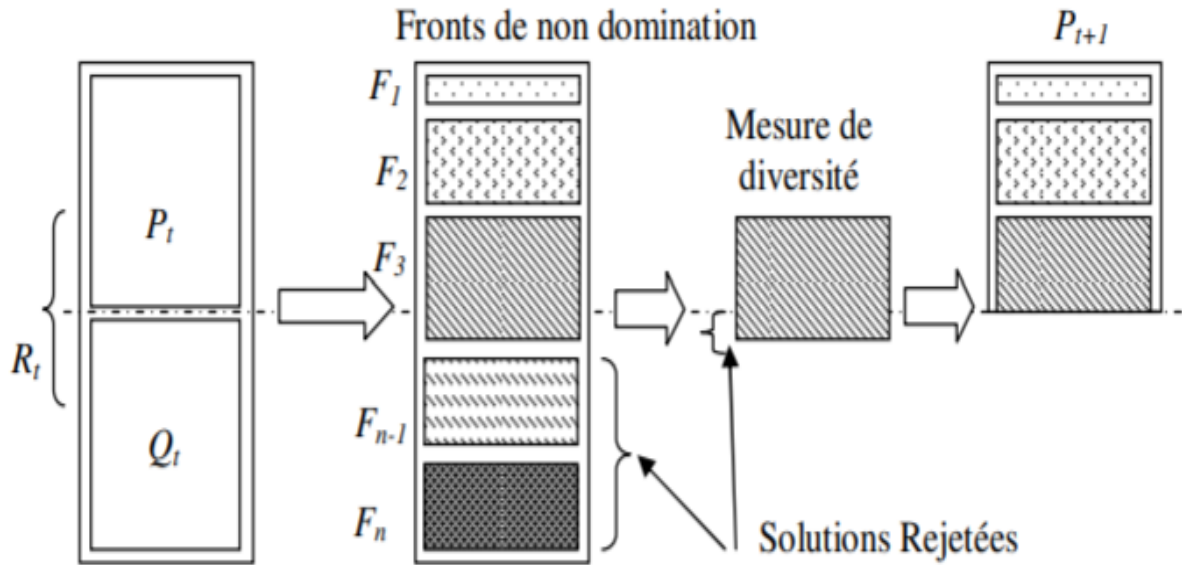 Fronts de non domination
P_{t+1}
F_1
F_2
F_3
F_{n-1}
F_n
P_t
R_t
Q_t
Mesure de
diversité
Solutions Rejetées